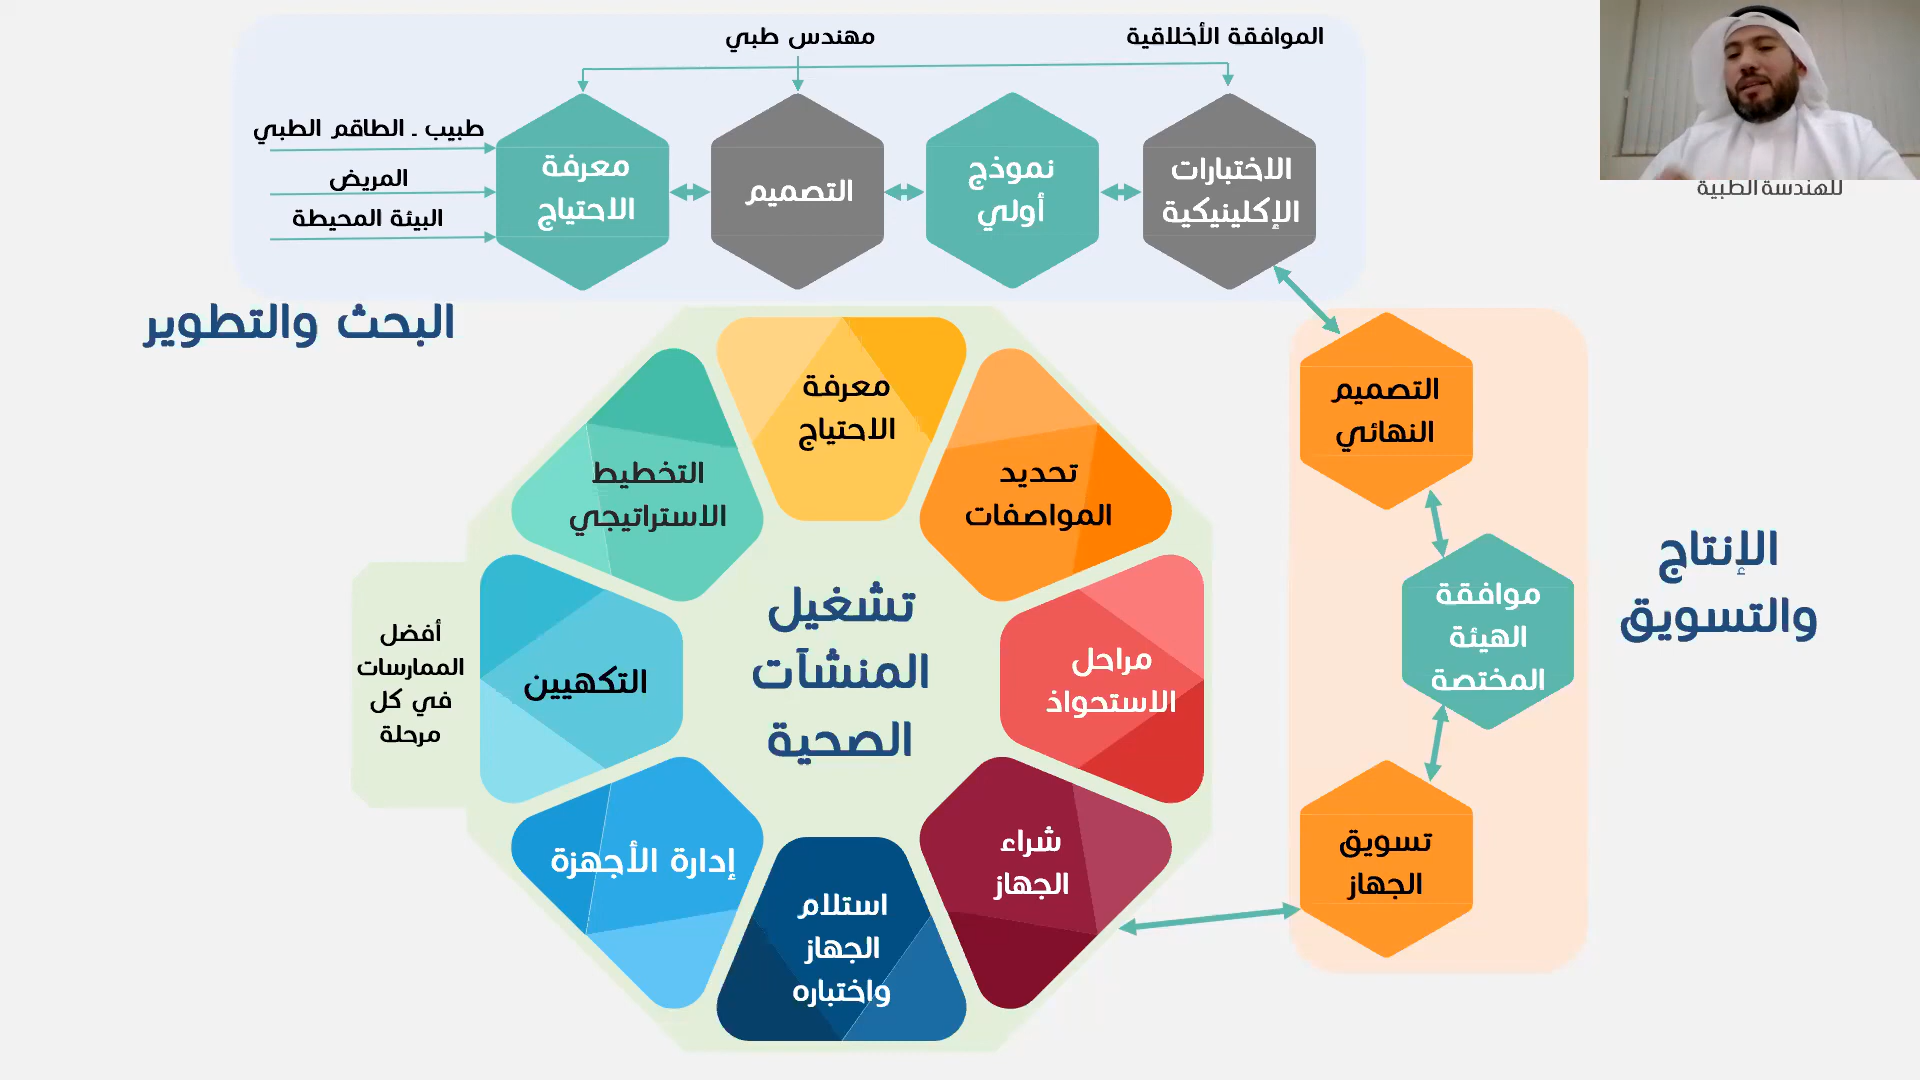 مهندس طبي
الموافقة الأخلاقية
طبيب - الطاقم الطبي
المريض
البيئة المحيطة
معرفة
الاحتياج
التصميم
نموذج
أولي
الاختبارات
الإكلينيكية
للهندسة الطبية
البحث والتطوير
التصميم
النهائي
موافقة
الهيئة
المختصة
تسويق
الجهاز
الإنتاج
والتسويق
معرفة
الاحتياج
تحديد
المواصفات
مراحل
الاستحواذ
شراء
الجهاز
استلام
الجهاز
واختباره
إدارة الأجهزة
التكهيين
التخطيط
الاستراتيجي
تشغيل
المنشآت
الصحية
أفضل
الممارسات
في كل
مرحلة